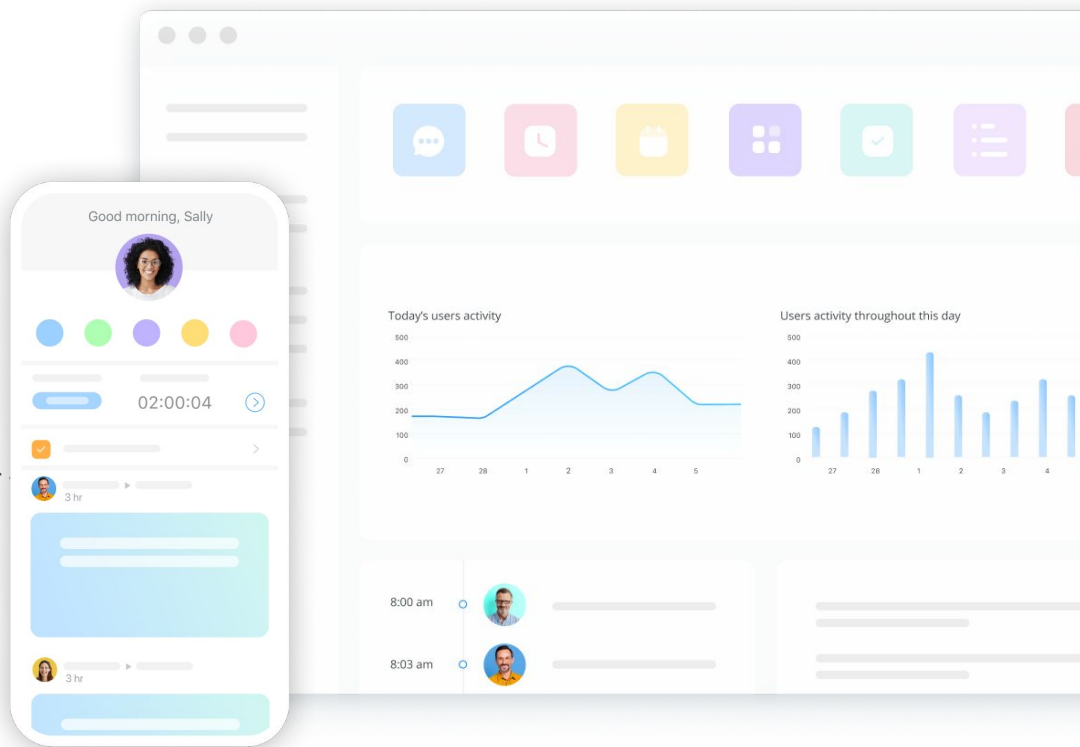 Good morning, Sally
02:00:04
3 hr
3 hr
Today's users activity
500
400
300
200
100
0
27 28 1 2 3 4 5
Users activity throughout this day
500
400
300
200
100
0
27 28 1 2 3 4
8:00 am
8:03 am